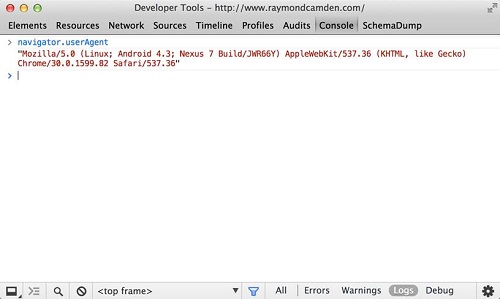 Developer Tools - http://www.raymondcamden.com/
Elements Resources Network Sources Timeline Profiles Audits Console SchemaDump
> navigator.userAgent
"Mozilla/5.0 (Linux; Android 4.3; Nexus 7 Build/JWR66Y) AppleWebKit/537.36 (KHTML, like Gecko)
Chrome/30.0.1599.82 Safari/537.36"
>
<top frame> ▼ All Errors Warnings Logs Debug